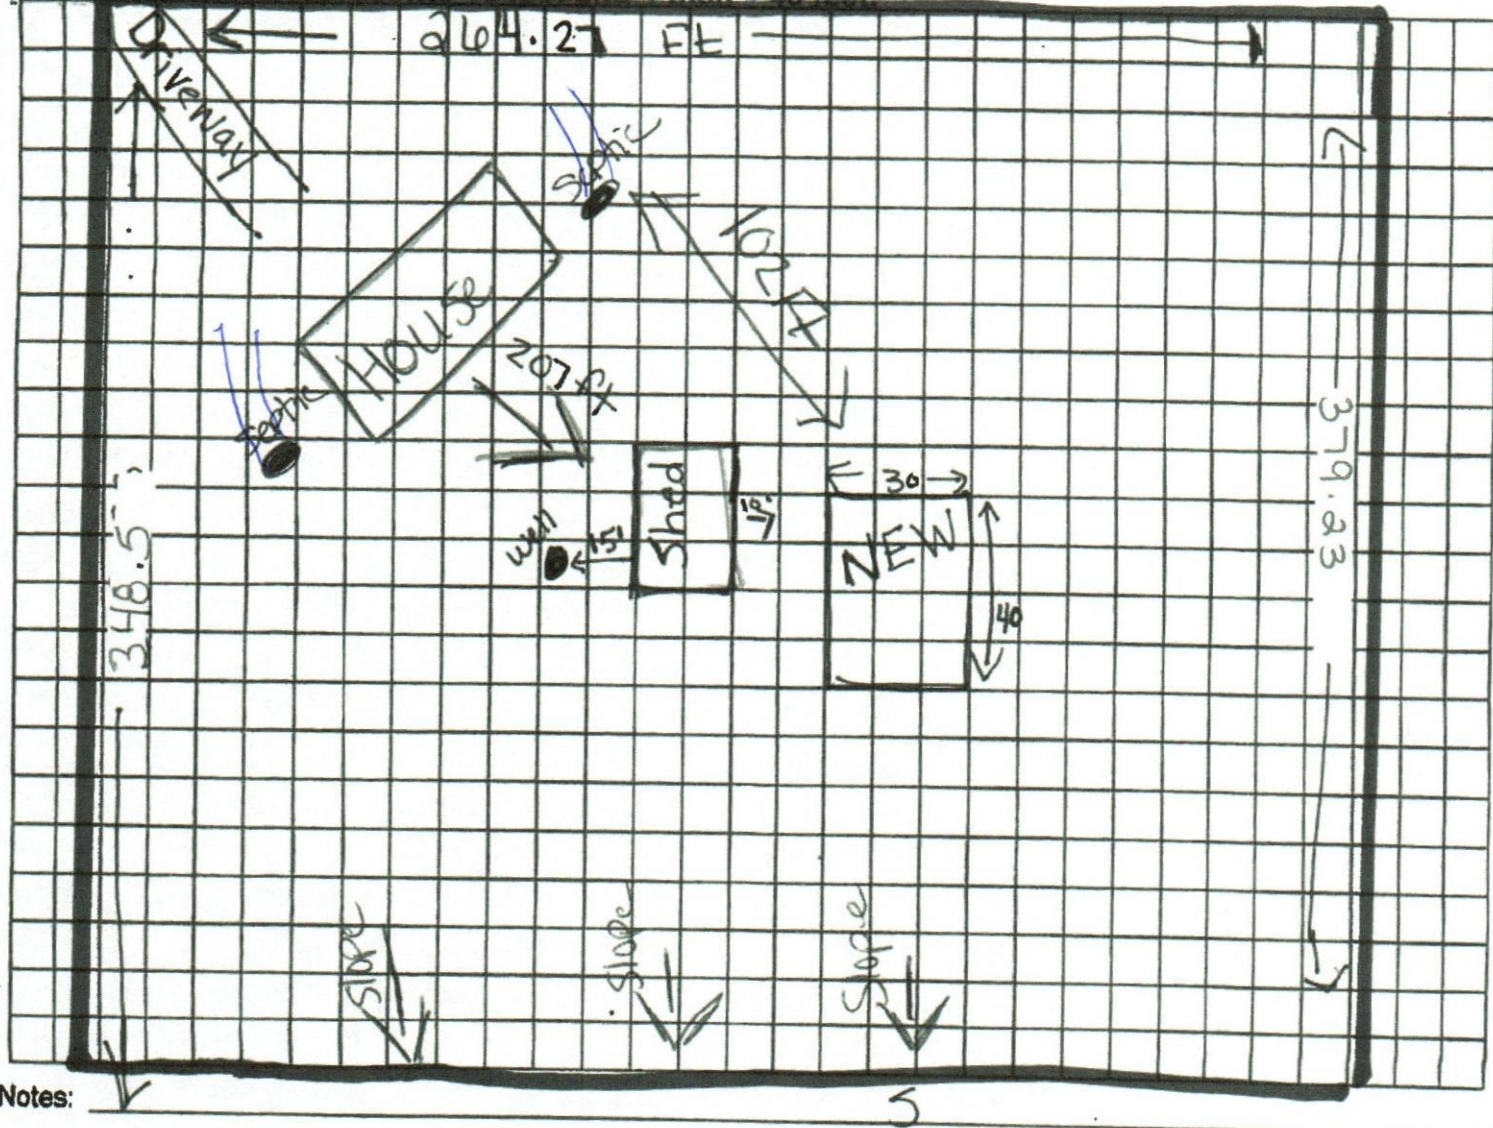 264.27 Ft
Driveway
Septic
102 ft
HOUSE
207 ft
379.23
Septic
Shed
30
10'
NEW
well
15'
348.5
40
Slope
Slope
Slope
Notes:
S